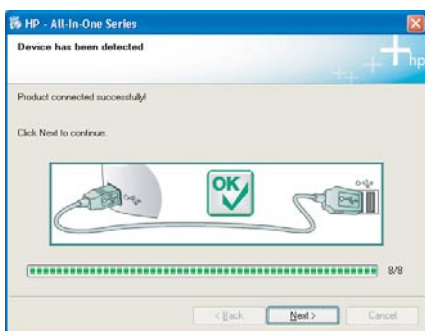 HP - All-In-One Series
Device has been detected
hp
Product connected successfully!
Click Next to continue.
OK
8/8
< Back Next > Cancel